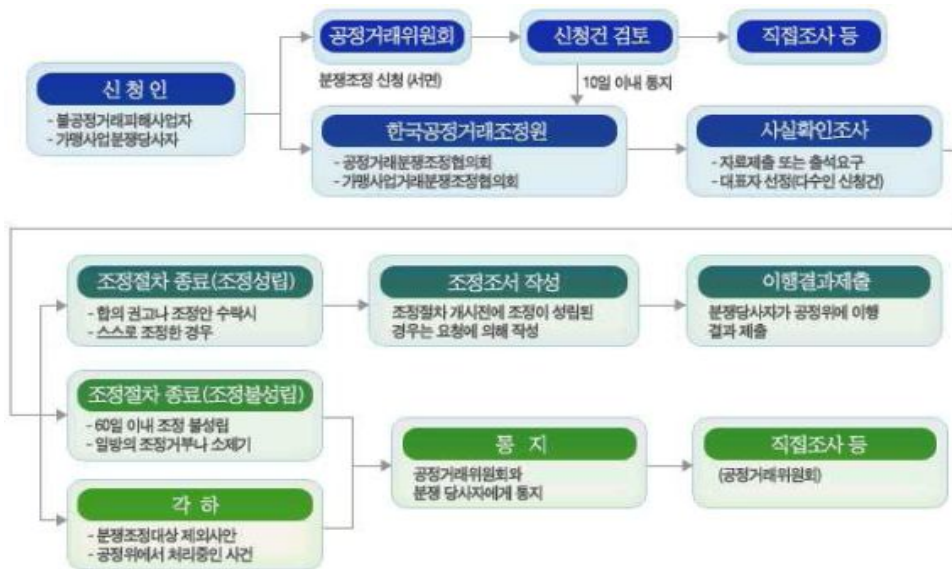 공정거래위원회
신청건 검토
직접조사 등
분쟁조정 신청 (서면)
10일 이내 통지
신 청 인
- 불공정거래피해사업자
- 가맹사업분쟁당사자
한국공정거래조정원
- 공정거래분쟁조정협의회
- 가맹사업거래분쟁조정협의회
사실확인조사
- 자료제출 또는 출석요구
- 대표자 선정(다수인 신청건)
조정절차 종료(조정성립)
- 합의 권고나 조정안 수락시
- 스스로 조정한 경우
조정조서 작성
조정절차 개시전에 조정이 성립된
경우는 요청에 의해 작성
이행결과제출
분쟁당사자가 공정위에 이행
결과 제출
조정절차 종료(조정불성립)
- 60일 이내 조정 불성립
- 일방의 조정거부나 소제기
각 하
- 분쟁조정대상 제외사안
- 공정위에서 처리중인 사건
통 지
공정거래위원회와
분쟁 당사자에게 통지
직접조사 등
(공정거래위원회)